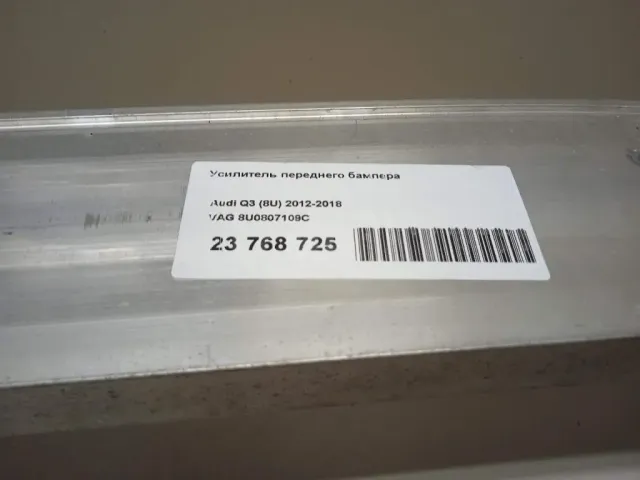 Усилитель переднего бампера
Audi Q3 (8U) 2012-2018
VAG 8U0807109C
23 768 725